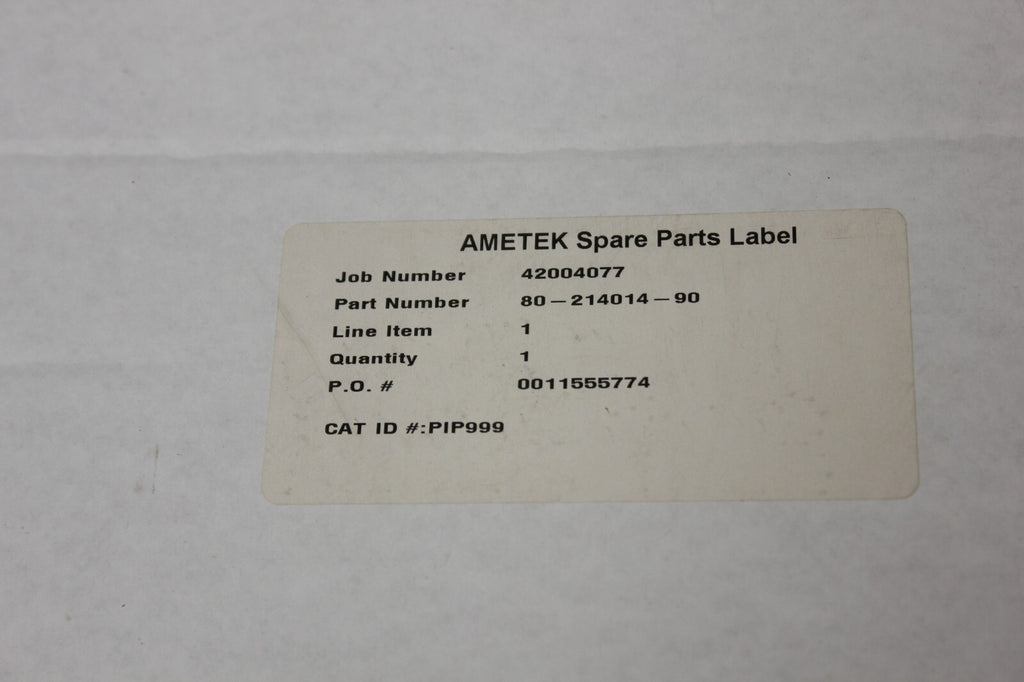 AMETEK Spare Parts Label
Job Number 42004077
Part Number 80-214014-90
Line Item 1
Quantity 1
P.O. # 0011555774
CAT ID #:PIP999